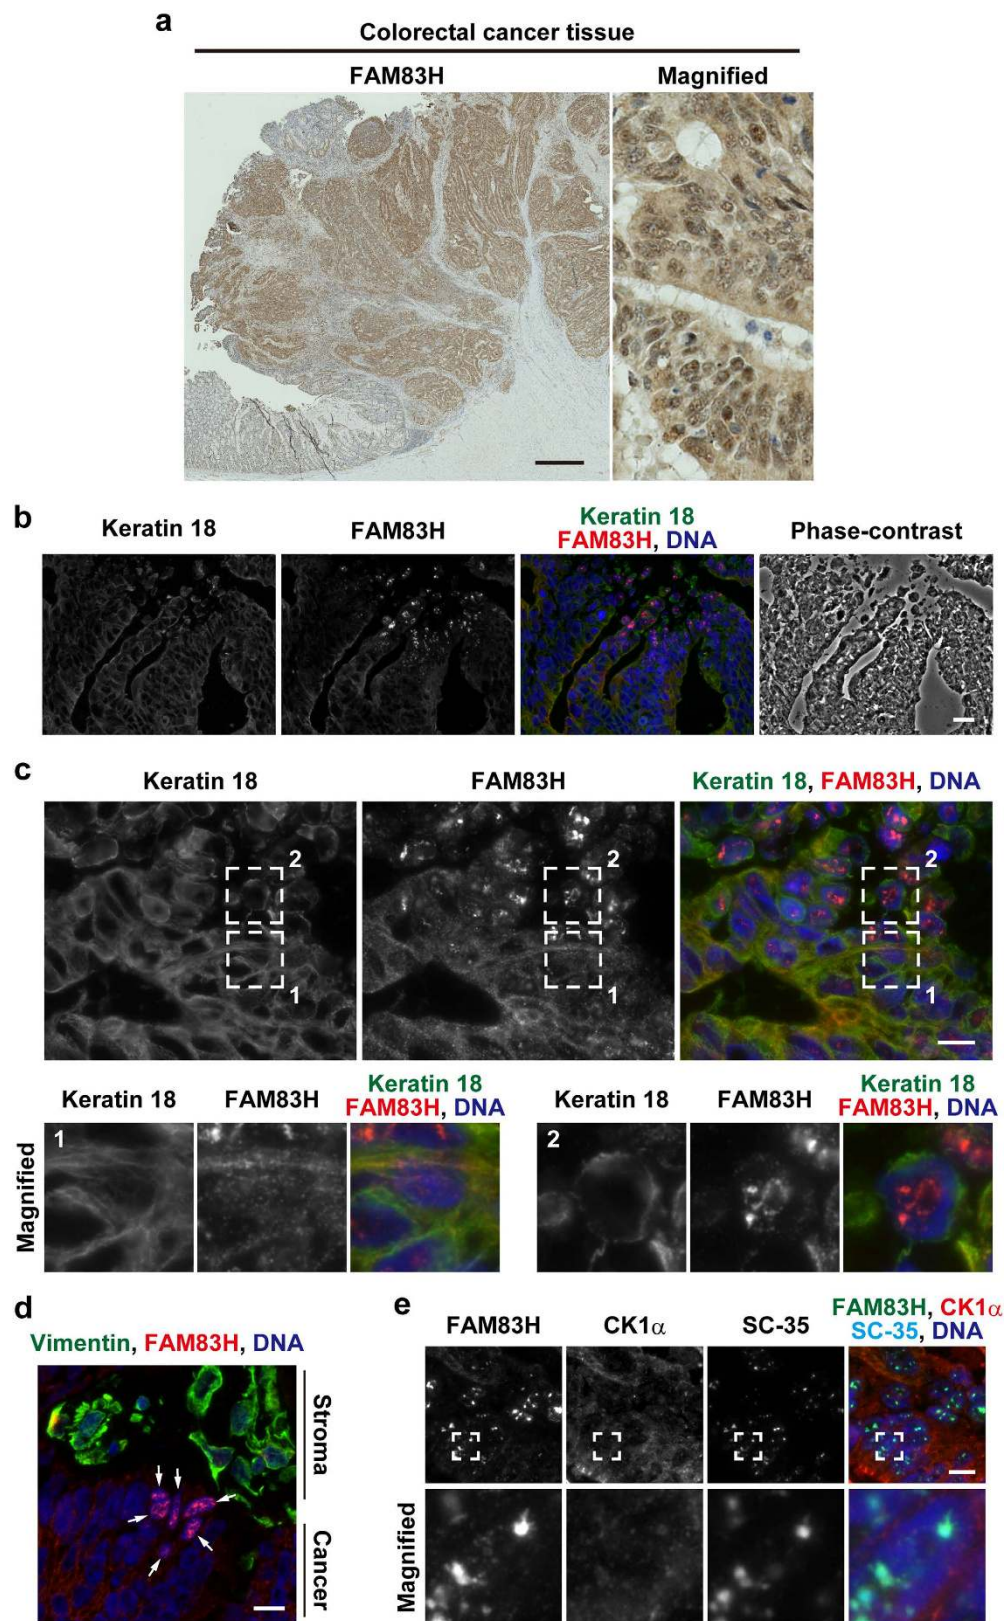 a
Colorectal cancer tissue
FAM83H
Magnified
b
Keratin 18
FAM83H
Keratin 18
FAM83H, DNA
Phase-contrast
c
Keratin 18
FAM83H
Keratin 18, FAM83H, DNA
2
1
2
1
2
1
Magnified
Keratin 18
FAM83H
Keratin 18
FAM83H, DNA
1
Keratin 18
FAM83H
Keratin 18
FAM83H, DNA
2
d
Vimentin, FAM83H, DNA
Stroma
Cancer
e
FAM83H
CK1α
SC-35
FAM83H, CK1α
SC-35, DNA
Magnified